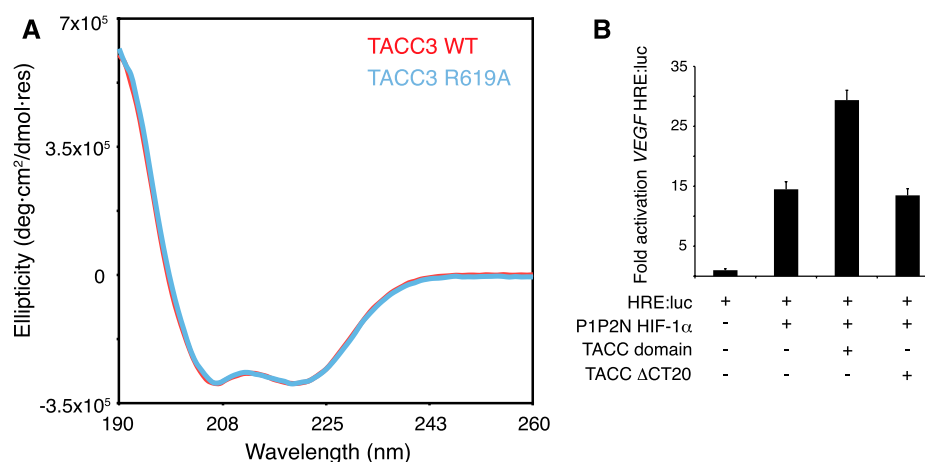 A
7x10⁵
3.5x10⁵
0
-3.5x10⁵
Ellipticity (deg·cm²/dmol·res)
TACC3 WT
TACC3 R619A
190 208 225 243 260
Wavelength (nm)
B
Fold activation VEGF HRE:luc
35
25
15
5
HRE:luc + + + +
P1P2N HIF-1α - + + +
TACC domain - - + -
TACC ΔCT20 - - - +